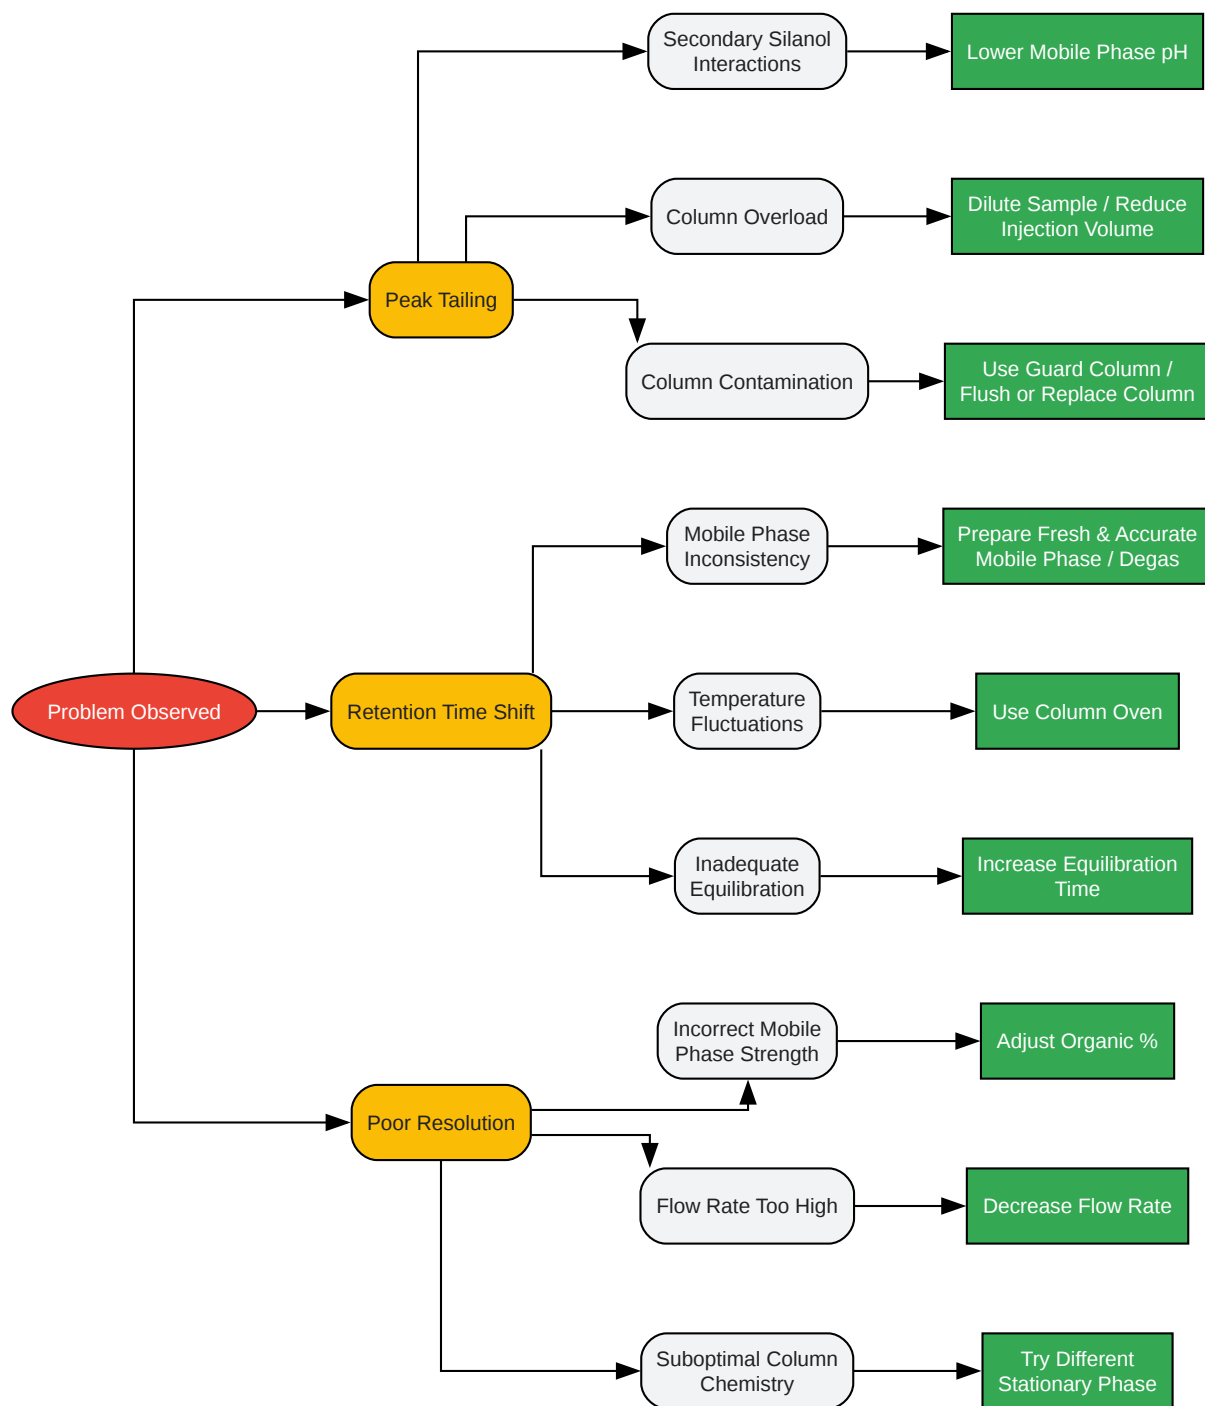 Secondary Silanol
Interactions
Lower Mobile Phase pH
Column Overload
Dilute Sample / Reduce
Injection Volume
Peak Tailing
Column Contamination
Use Guard Column /
Flush or Replace Column
Mobile Phase
Inconsistency
Prepare Fresh & Accurate
Mobile Phase / Degas
Problem Observed
Retention Time Shift
Temperature
Fluctuations
Use Column Oven
Inadequate
Equilibration
Increase Equilibration
Time
Incorrect Mobile
Phase Strength
Adjust Organic %
Poor Resolution
Flow Rate Too High
Decrease Flow Rate
Suboptimal Column
Chemistry
Try Different
Stationary Phase